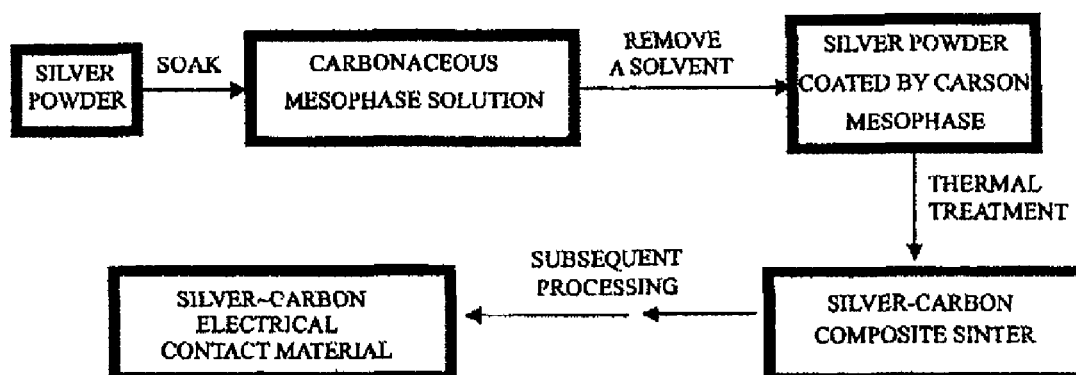 SILVER
POWDER
SOAK
CARBONACEOUS
MESOPHASE SOLUTION
REMOVE
A SOLVENT
SILVER POWDER
COATED BY CARSON
MESOPHASE
THERMAL
TREATMENT
SILVER-CARBON
COMPOSITE SINTER
SUBSEQUENT
PROCESSING
SILVER-CARBON
ELECTRICAL
CONTACT MATERIAL